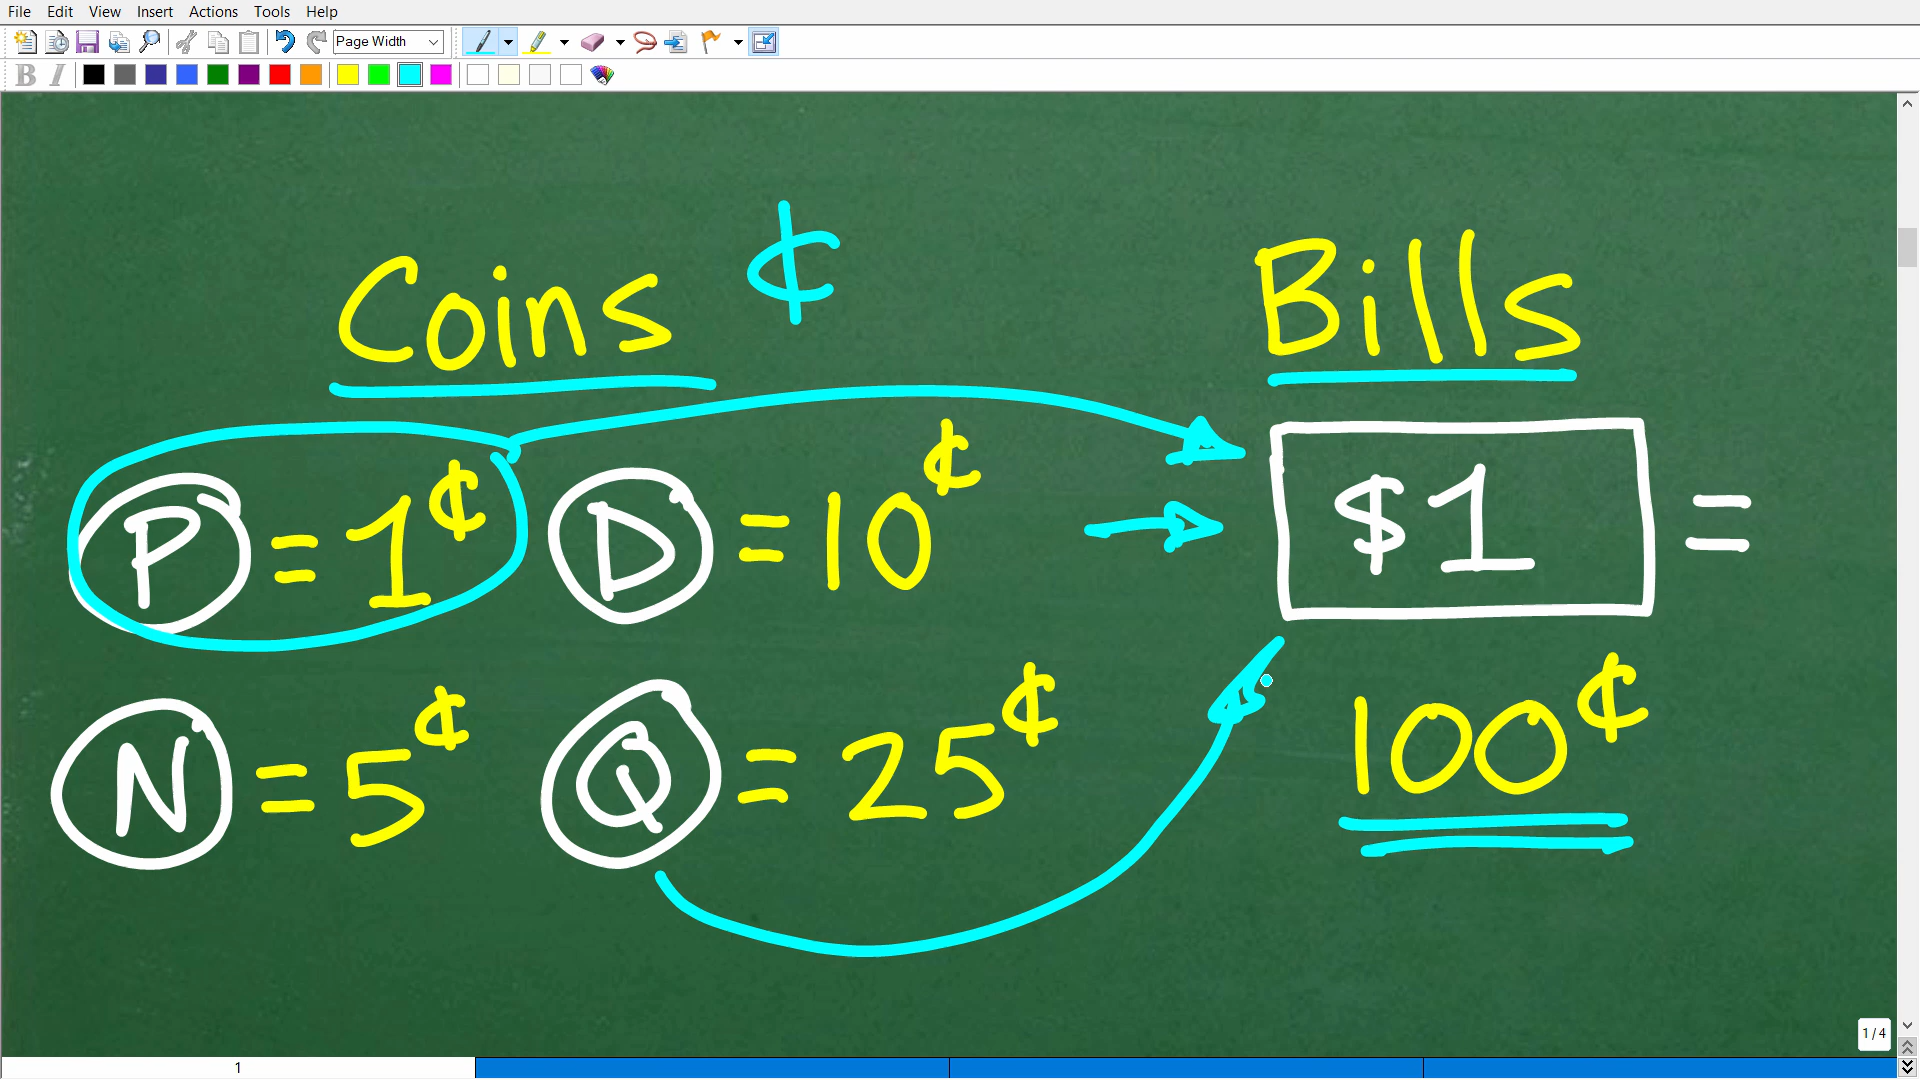 File Edit View Insert Actions Tools Help
Page Width
B I
Coins ¢
Bills
P = 1¢ D = 10¢
$1 =
N = 5¢ Q = 25¢
100¢
1 / 4
1